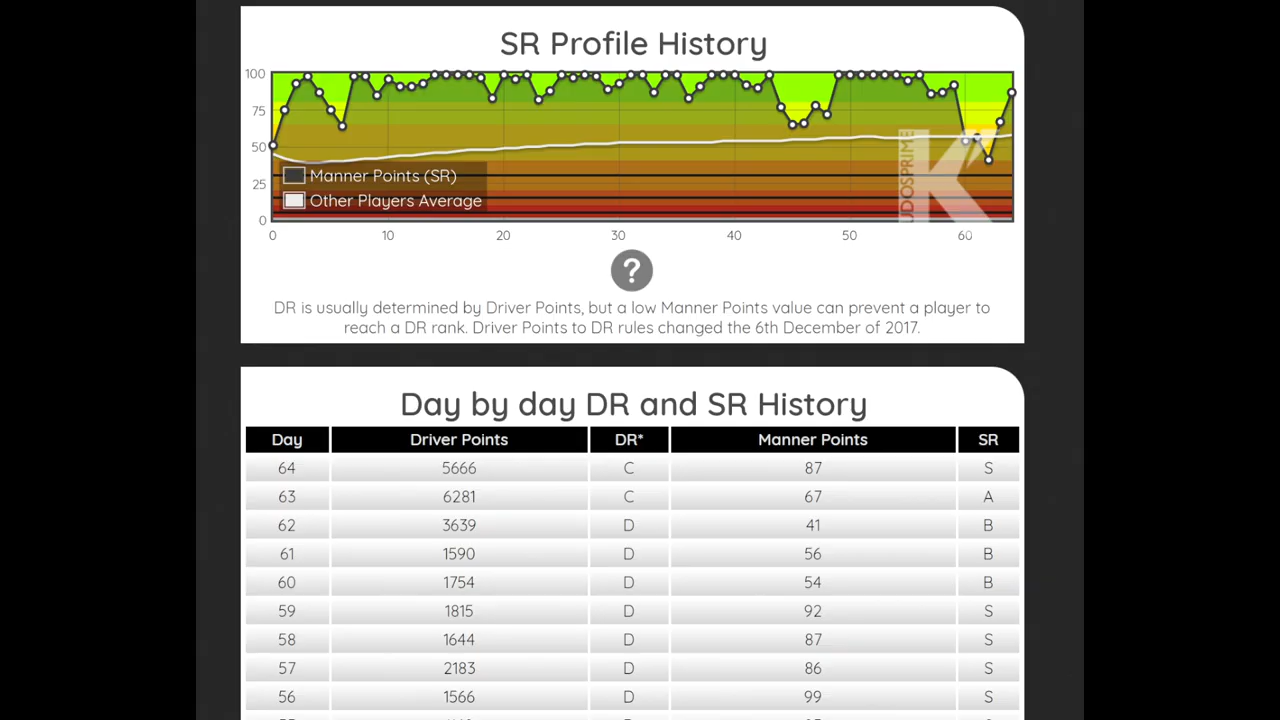 SR Profile History
100
75
50
25
0
Manner Points (SR)
Other Players Average
UDOSPRIME
K
0 10 20 30 40 50 60
?
DR is usually determined by Driver Points, but a low Manner Points value can prevent a player to
reach a DR rank. Driver Points to DR rules changed the 6th December of 2017.
Day by day DR and SR History
Day Driver Points DR* Manner Points SR
64 5666 C 87 S
63 6281 C 67 A
62 3639 D 41 B
61 1590 D 56 B
60 1754 D 54 B
59 1815 D 92 S
58 1644 D 87 S
57 2183 D 86 S
56 1566 D 99 S